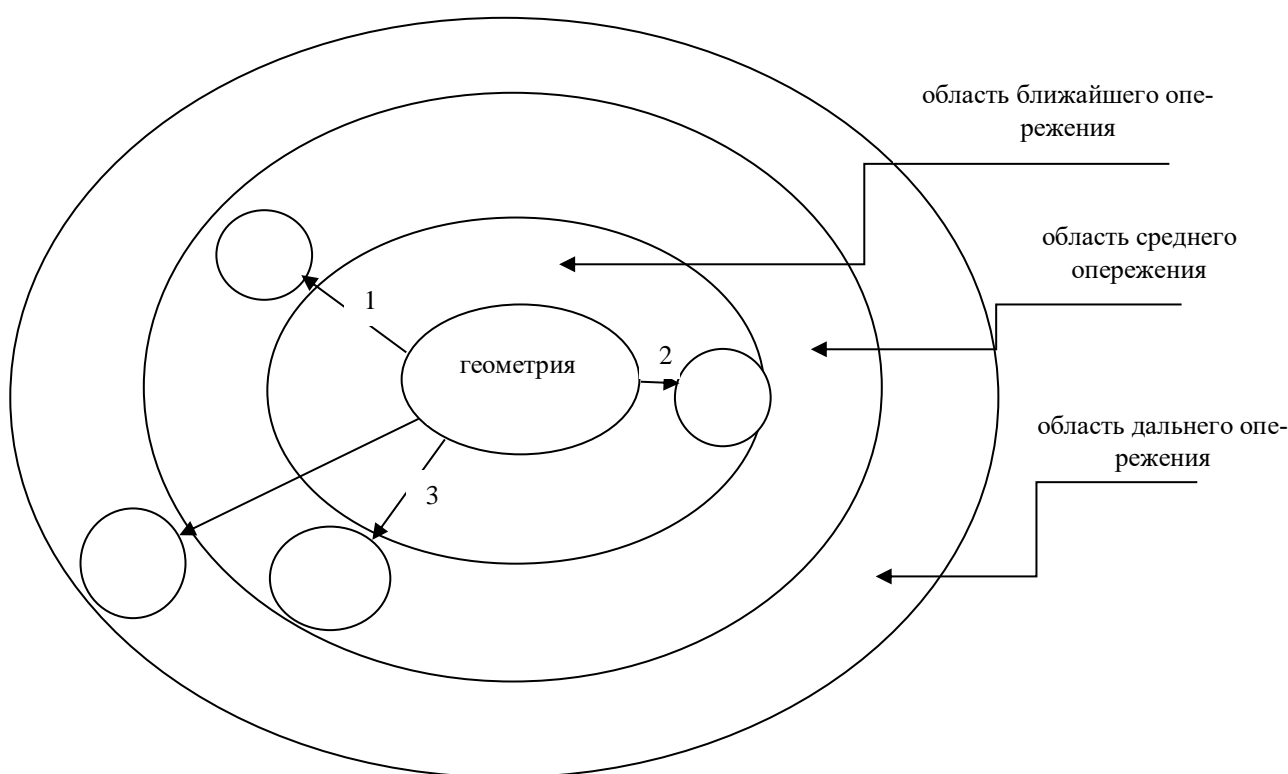 область ближайшего опе-
режения
область среднего
опережения
1
2
геометрия
область дальнего опе-
режения
3